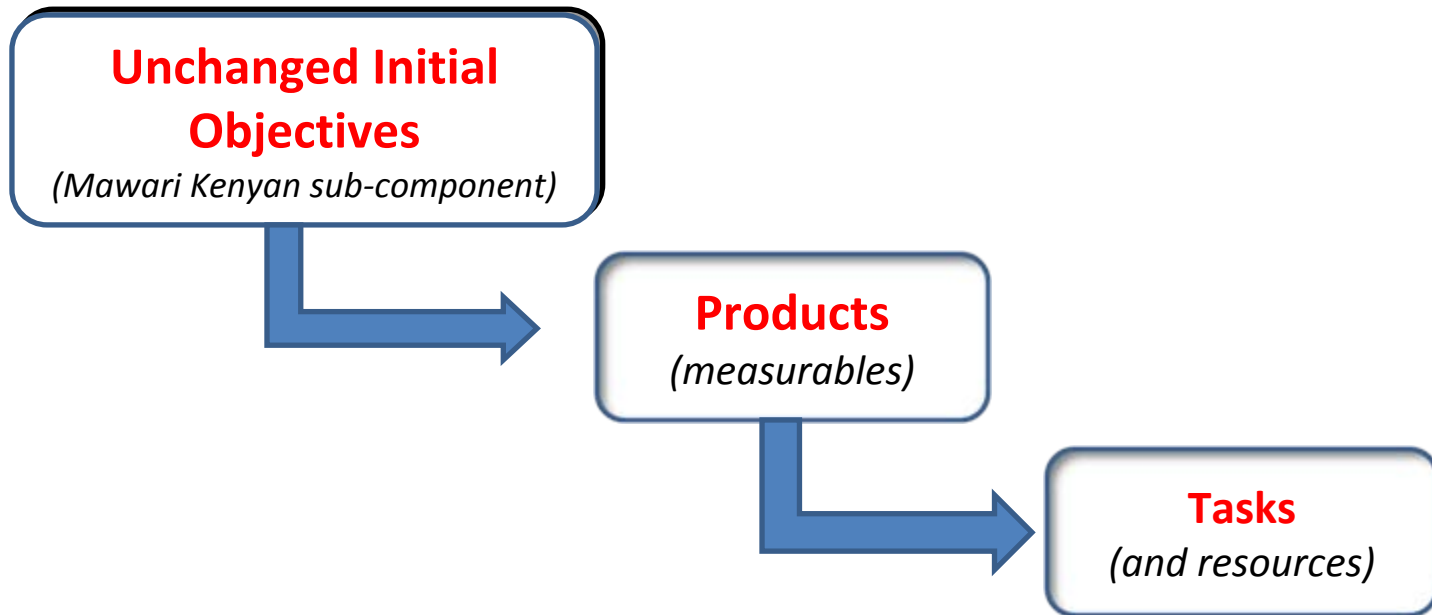 Unchanged Initial
Objectives
(Mawari Kenyan sub-component)
Products
(measurables)
Tasks
(and resources)